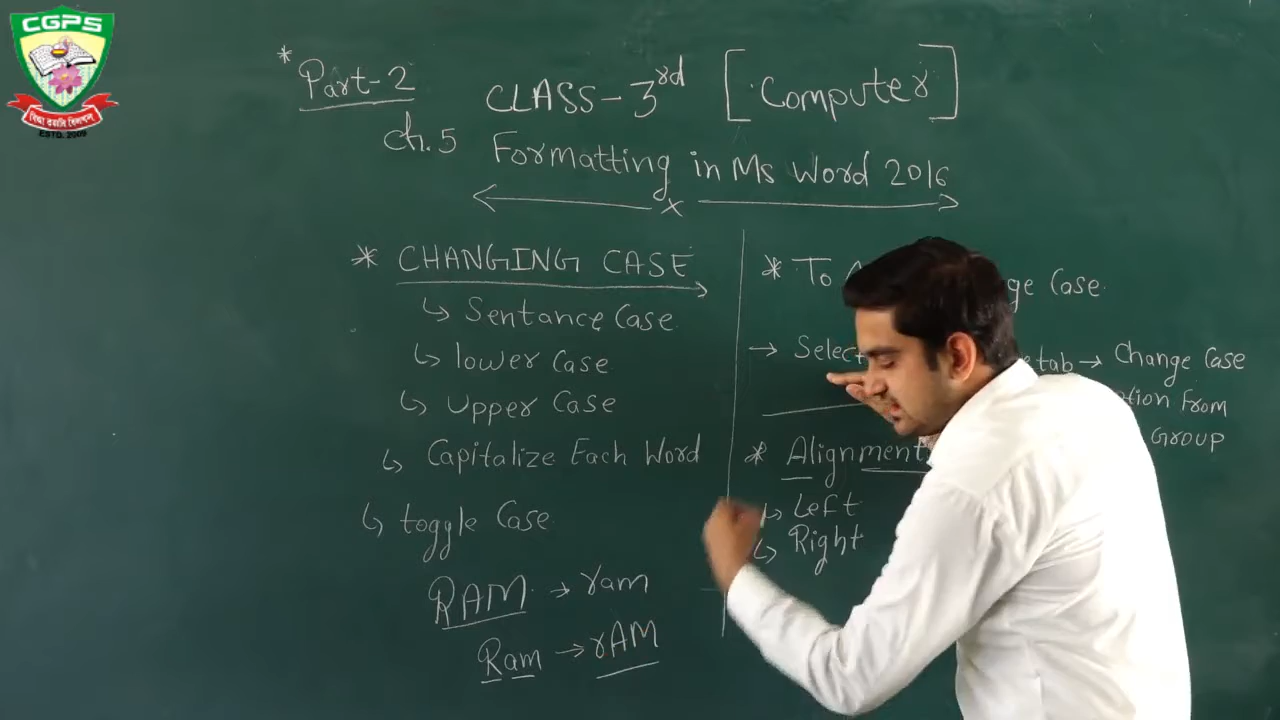 CGPS
विद्या ददाति विनयम्
ESTD. 2009
* Part-2
CLASS-3rd [Computer]
Ch.5 Formatting in Ms Word 2016
* CHANGING CASE
↳ Sentance Case
↳ lower Case
↳ Upper Case
↳ Capitalize Each Word
↳ toggle Case
RAM → ram
Ram → rAM
* To
ge Case
→ Select
tab → Change Case
tion From
GROUP
* Alignment
↳ Left
↳ Right